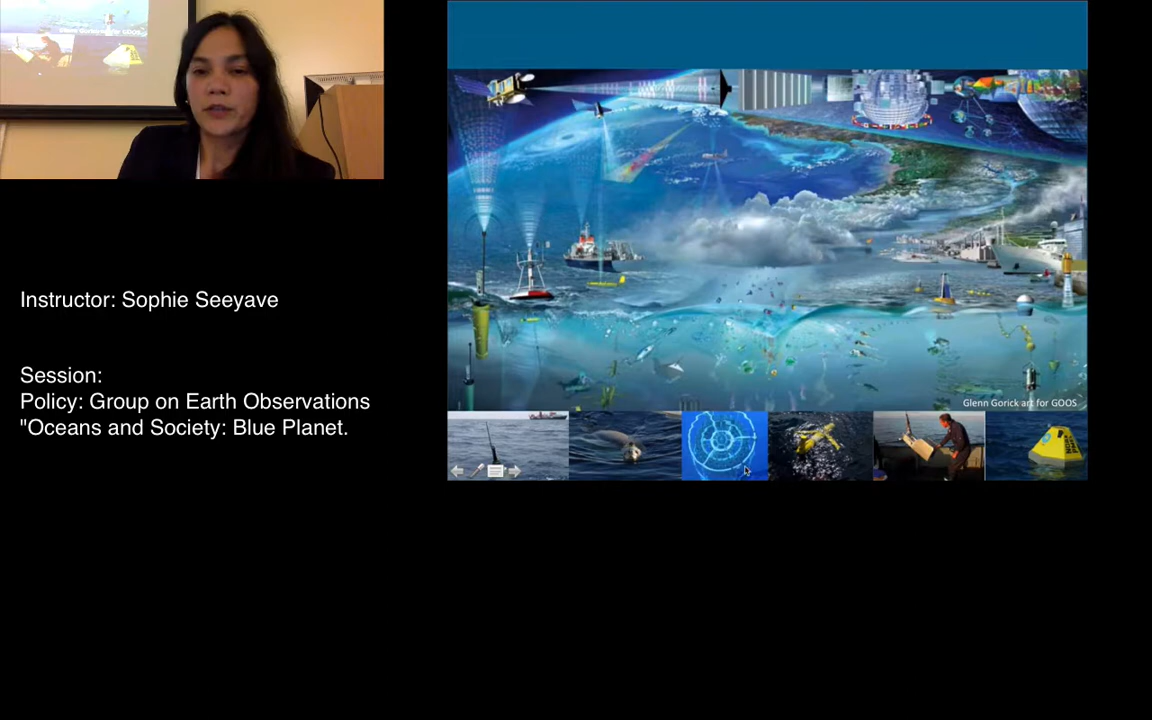 Instructor: Sophie Seeyave
Session:
Policy: Group on Earth Observations
"Oceans and Society: Blue Planet.
Glenn Gorick art for GOOS